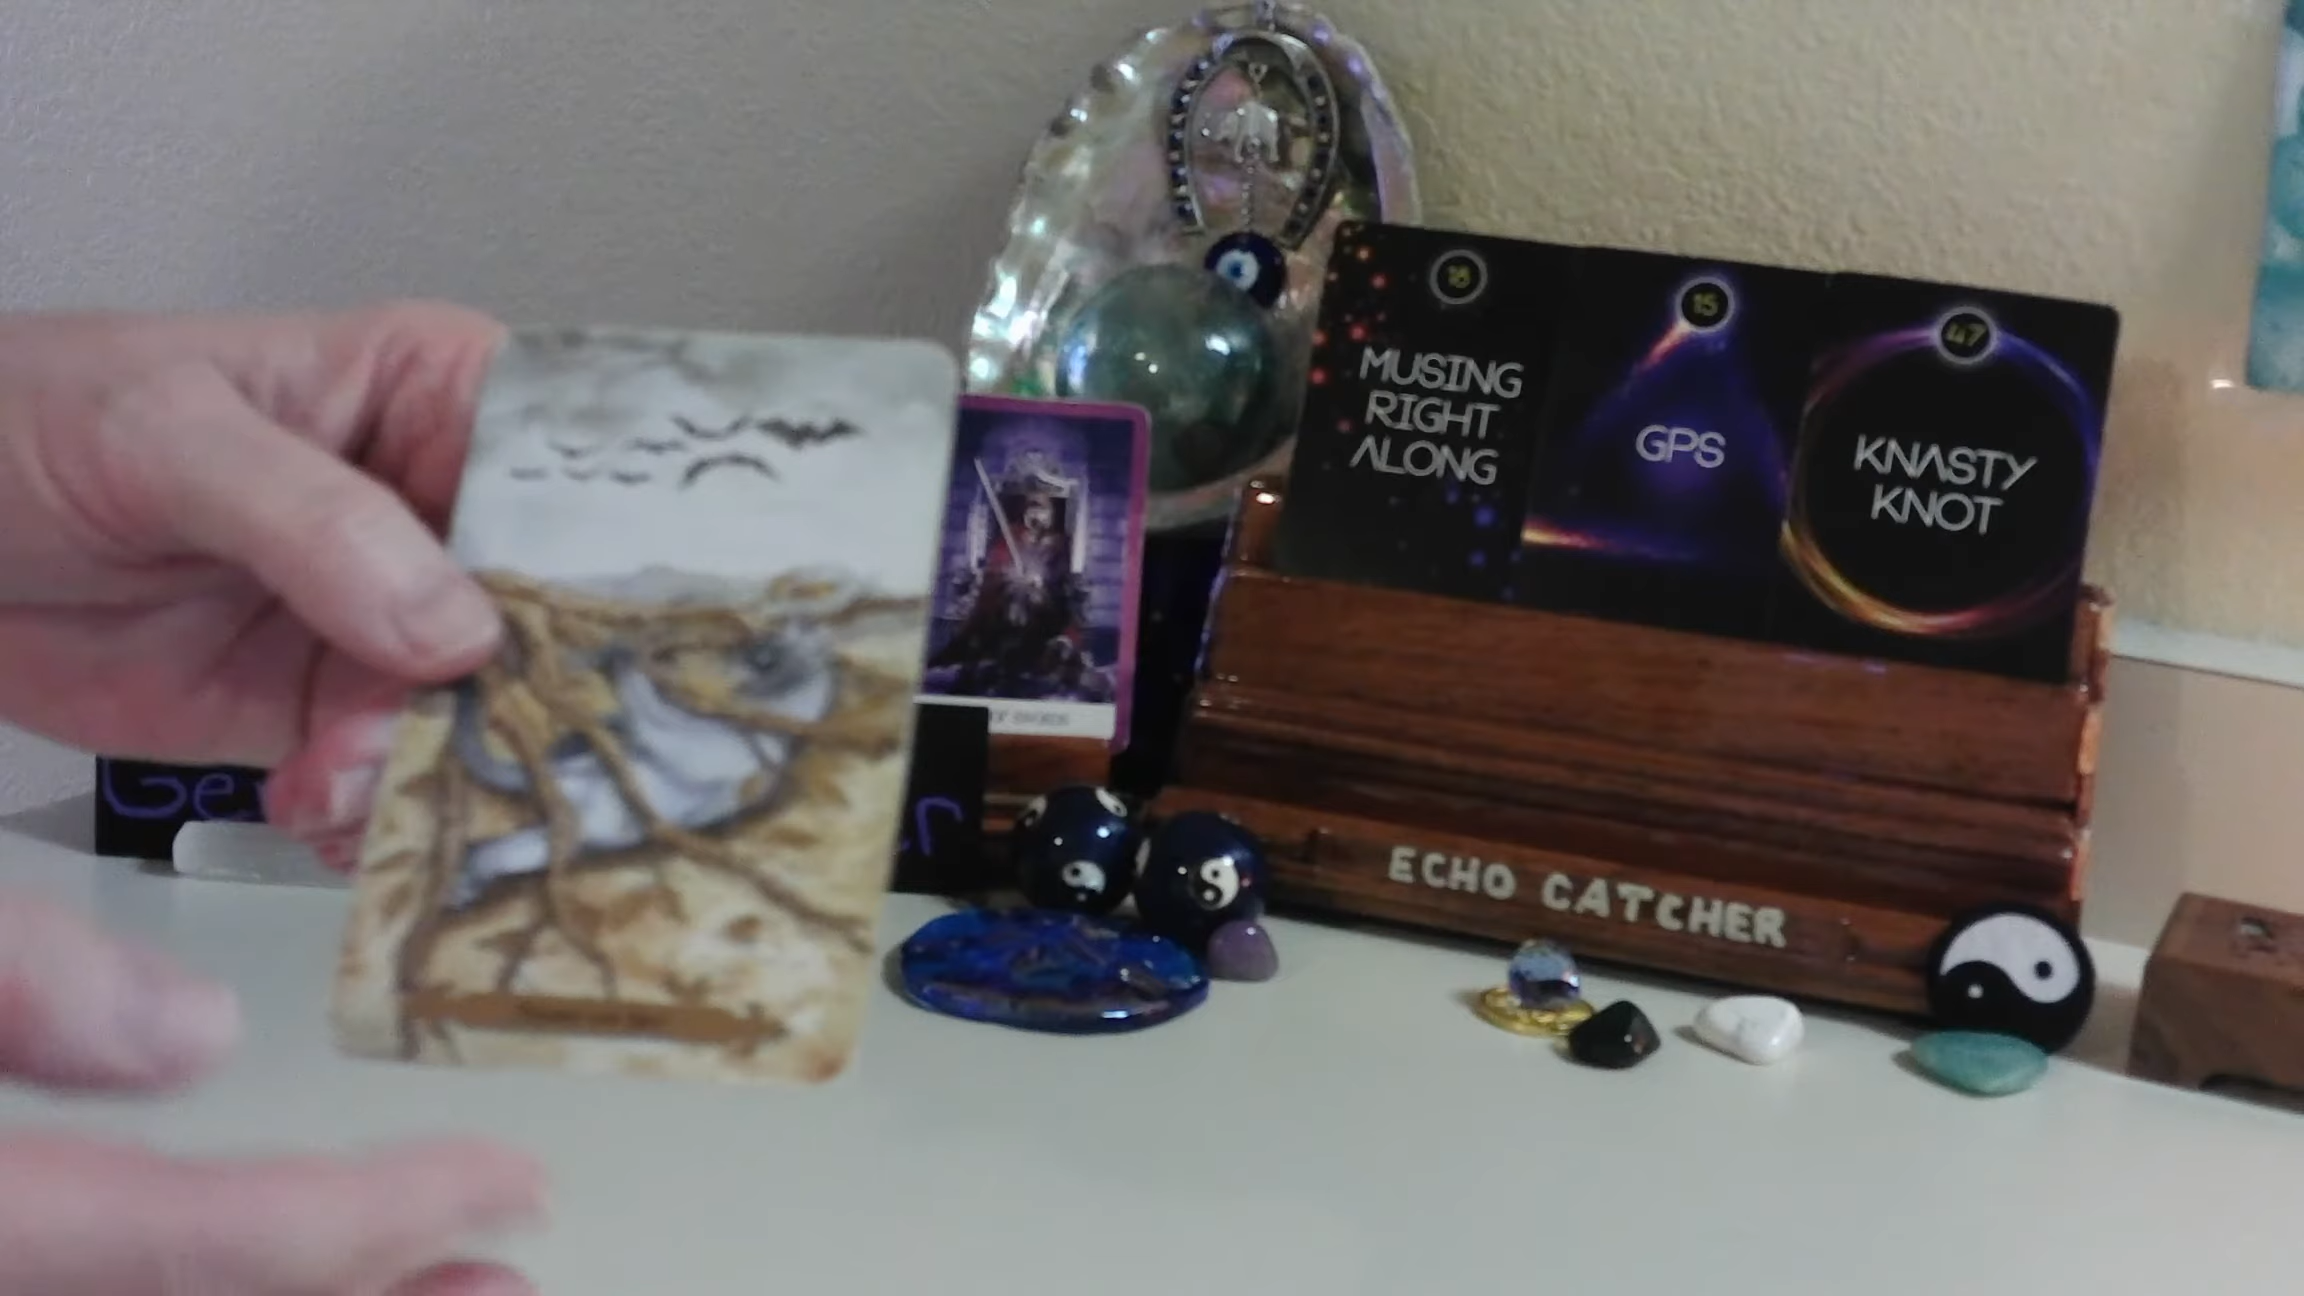 18
MUSING
RIGHT
ALONG
15
GPS
47
KNASTY
KNOT
ECHO CATCHER